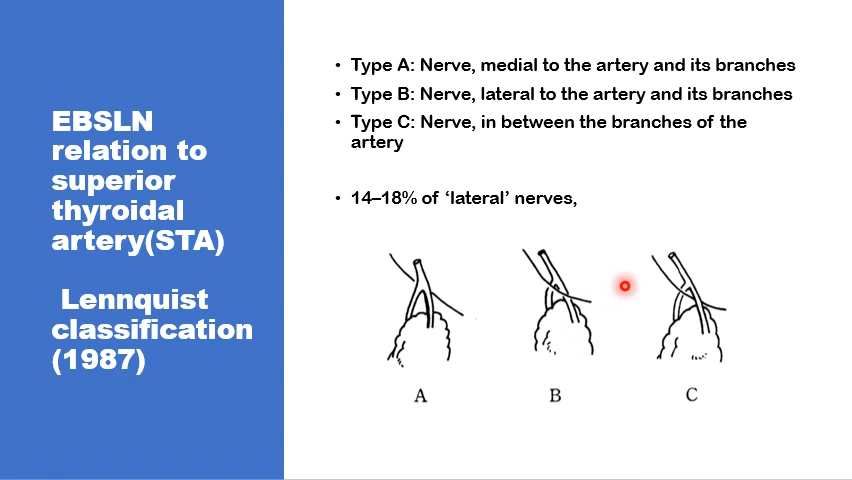 EBSLN
relation to
superior
thyroidal
artery(STA)
Lennquist
classification
(1987)
• Type A: Nerve, medial to the artery and its branches
• Type B: Nerve, lateral to the artery and its branches
• Type C: Nerve, in between the branches of the
artery
• 14–18% of ‘lateral’ nerves,
A B C